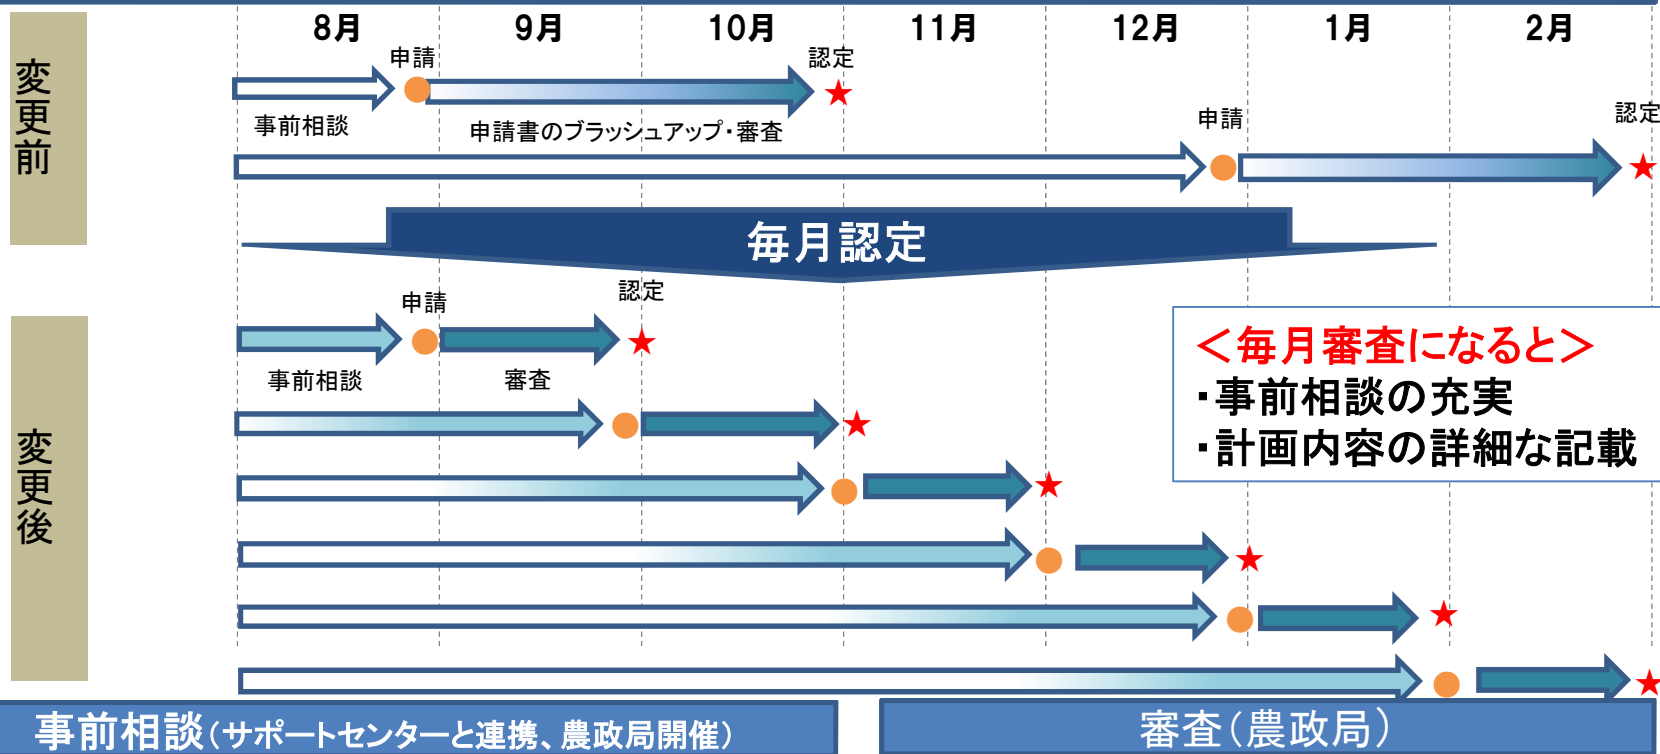 8月 9月 10月 11月 12月 1月 2月
変更前
申請
認定
事前相談
申請書のブラッシュアップ・審査
申請
認定
毎月認定
変更後
申請
認定
事前相談
審査
＜毎月審査になると＞
・事前相談の充実
・計画内容の詳細な記載
事前相談（サポートセンターと連携、農政局開催）
審査（農政局）